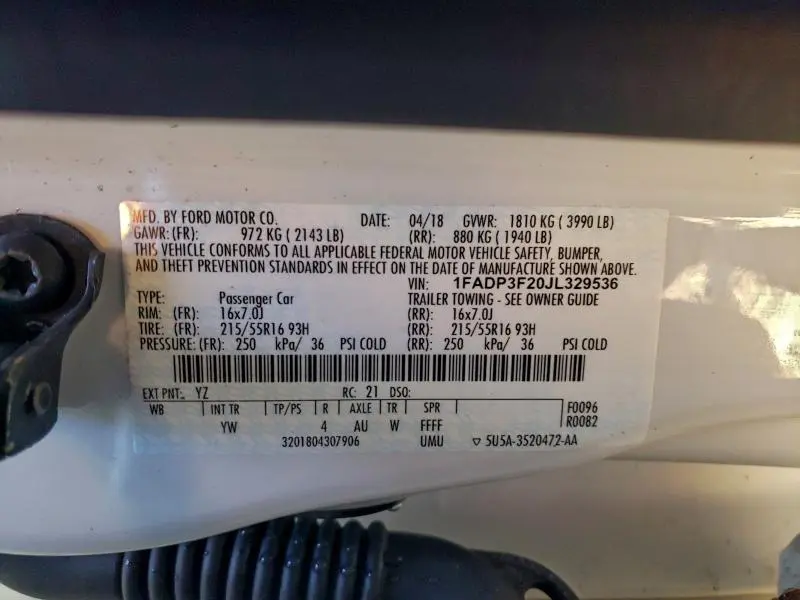 MFD. BY FORD MOTOR CO. DATE: 04/18 GVWR: 1810 KG ( 3990 LB)
GAWR: (FR): 972 KG ( 2143 LB) (RR): 880 KG ( 1940 LB)
THIS VEHICLE CONFORMS TO ALL APPLICABLE FEDERAL MOTOR VEHICLE SAFETY, BUMPER,
AND THEFT PREVENTION STANDARDS IN EFFECT ON THE DATE OF MANUFACTURE SHOWN ABOVE.
VIN: 1FADP3F20JL329536
TYPE: Passenger Car TRAILER TOWING - SEE OWNER GUIDE
RIM: (FR): 16x7.0J (RR): 16x7.0J
TIRE: (FR): 215/55R16 93H (RR): 215/55R16 93H
PRESSURE: (FR): 250 kPa/ 36 PSI COLD (RR): 250 kPa/ 36 PSI COLD
EXT PNT: YZ RC: 21 DSO:
WB INT TR TP/PS R AXLE TR SPR F0096
YW 4 AU W FFFF R0082
3201804307906 UMU ▽ 5U5A-3520472-AA